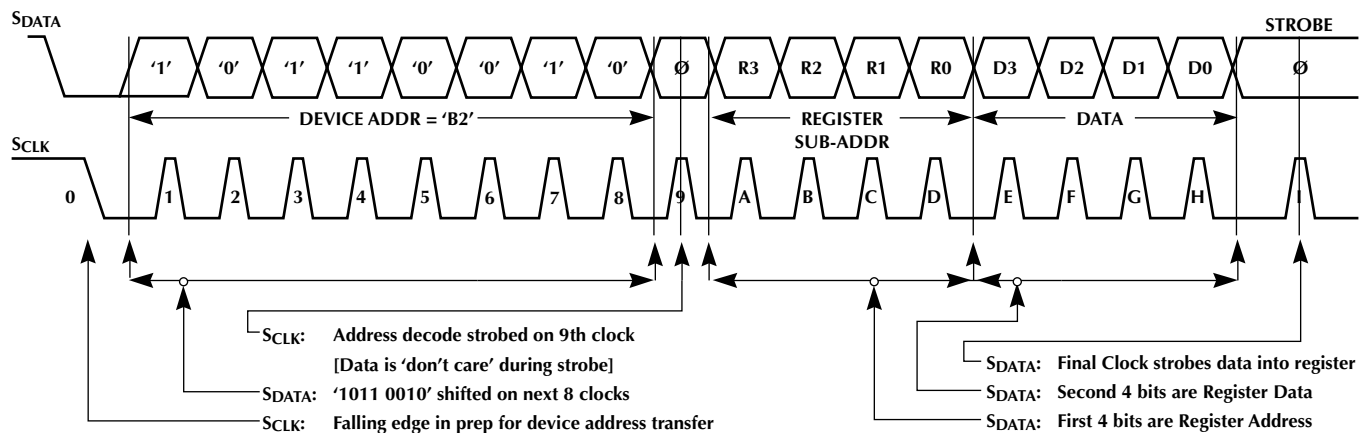 SDATA
STROBE
‘1’ ‘0’ ‘1’ ‘1’ ‘0’ ‘0’ ‘1’ ‘0’ Ø R3 R2 R1 R0 D3 D2 D1 D0 Ø
DEVICE ADDR = ‘B2’
REGISTER
SUB-ADDR
DATA
SCLK
0 1 2 3 4 5 6 7 8 9 A B C D E F G H I
SCLK: Address decode strobed on 9th clock
[Data is ‘don’t care’ during strobe]
SDATA: ‘1011 0010’ shifted on next 8 clocks
SCLK: Falling edge in prep for device address transfer
SDATA: Final Clock strobes data into register
SDATA: Second 4 bits are Register Data
SDATA: First 4 bits are Register Address